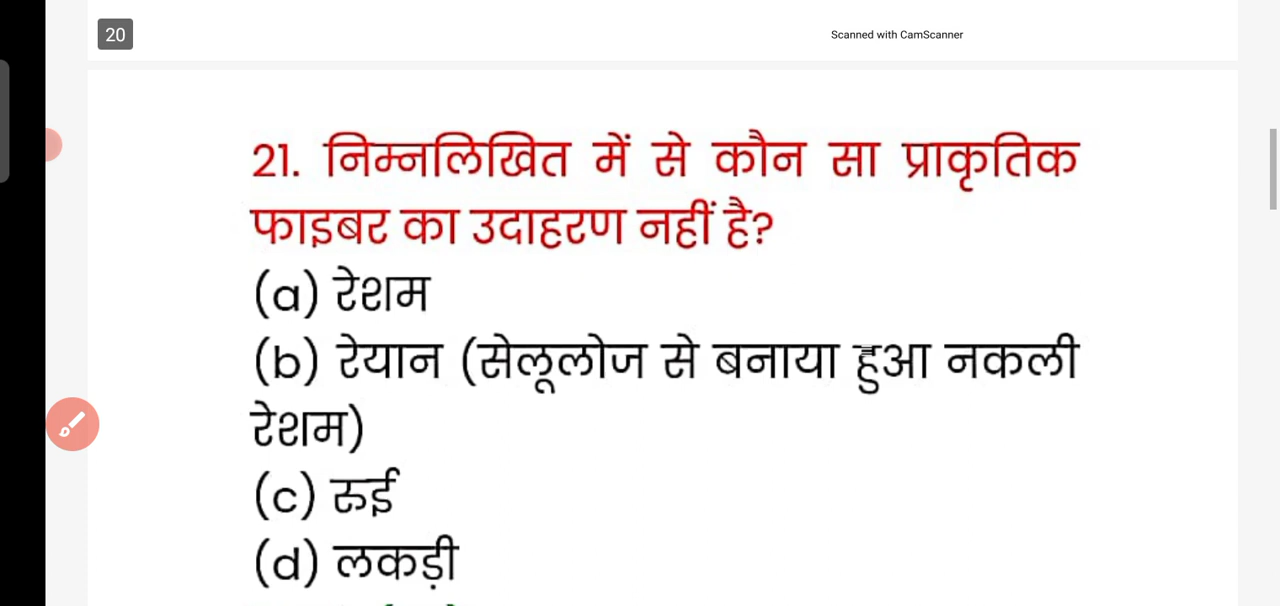 20
Scanned with CamScanner
21. निम्नलिखित में से कौन सा प्राकृतिक
फाइबर का उदाहरण नहीं है?
(a) रेशम
(b) रेयान (सेलूलोज से बनाया हुआ नकली
रेशम)
(c) रुई
(d) लकड़ी